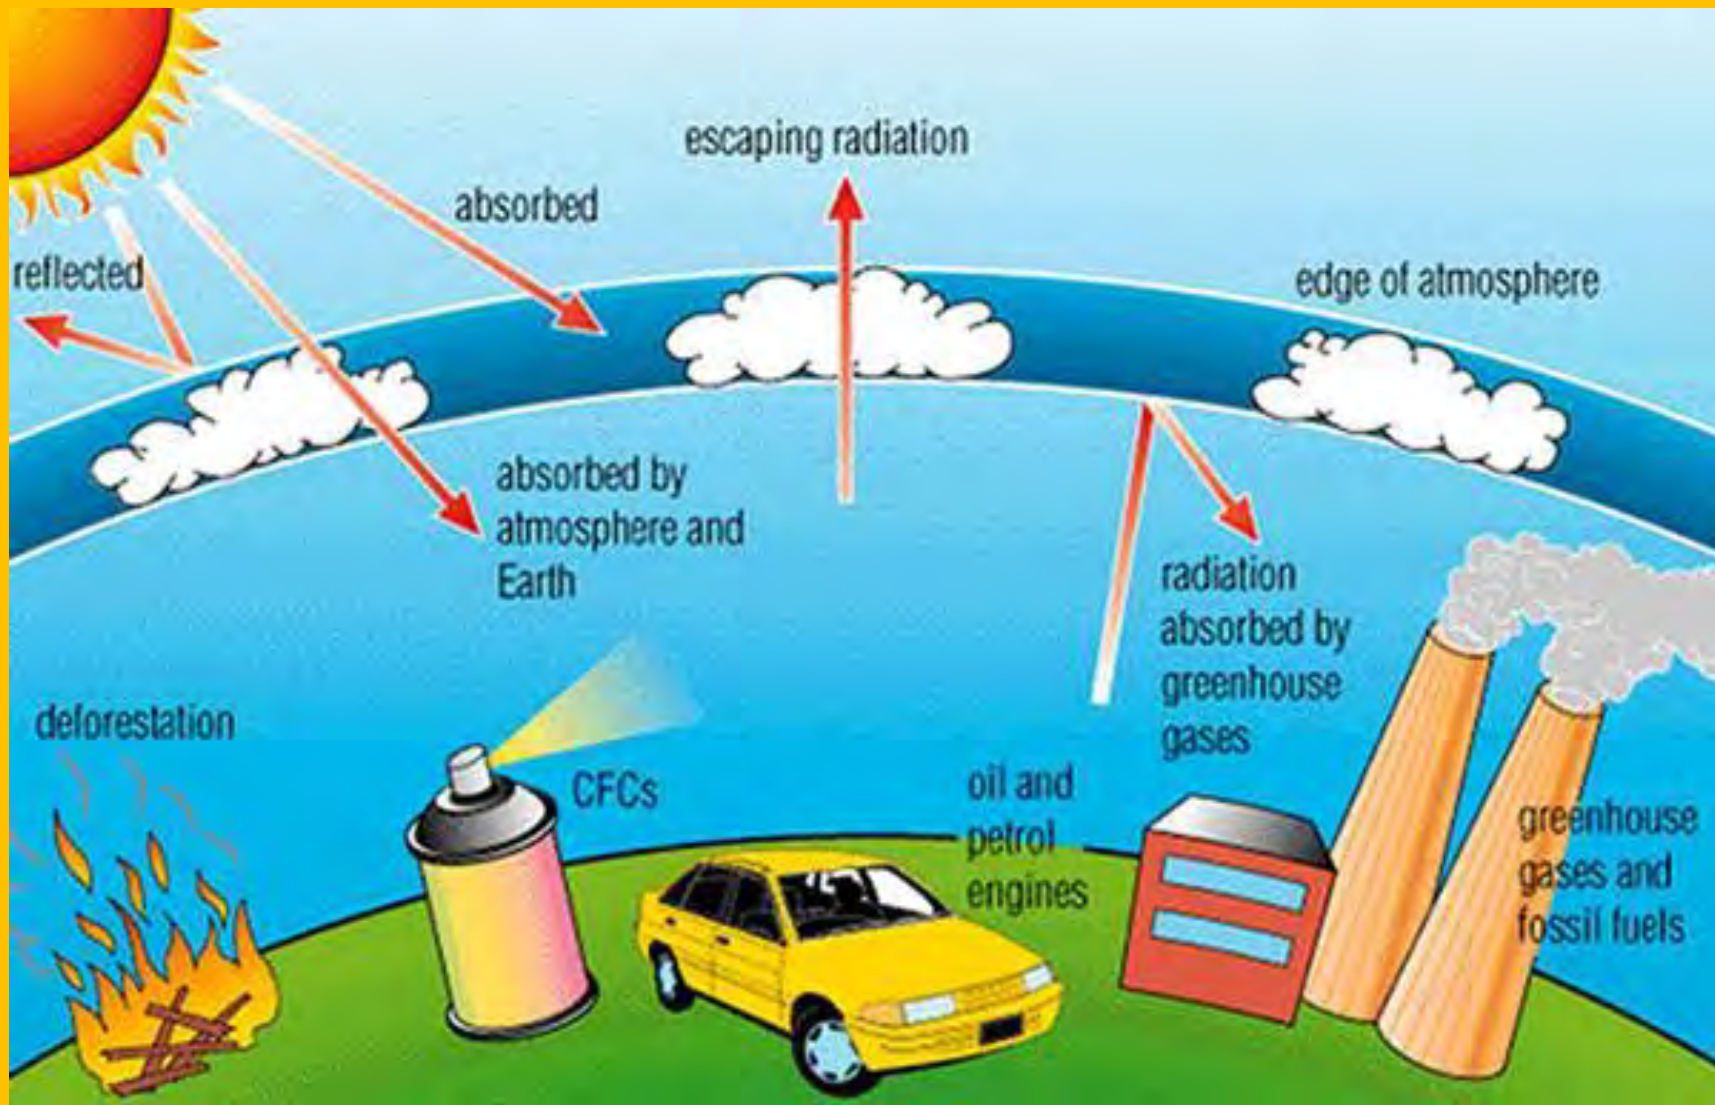 escaping radiation
absorbed
reflected
edge of atmosphere
absorbed by
atmosphere and
Earth
radiation
absorbed by
greenhouse
gases
deforestation
CFCs
oil and
petrol
engines
greenhouse
gases and
fossil fuels